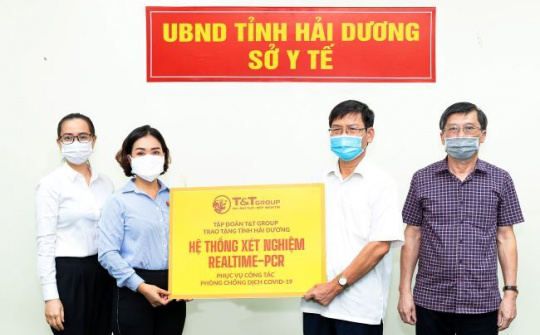 UBND TỈNH HẢI DƯƠNG
SỞ Y TẾ
T&TGROUP
TẬP ĐOÀN T&T GROUP
TRAO TẶNG TỈNH HẢI DƯƠNG
HỆ THỐNG XÉT NGHIỆM
REALTIME-PCR
PHỤC VỤ CÔNG TÁC
PHÒNG CHỐNG DỊCH COVID-19